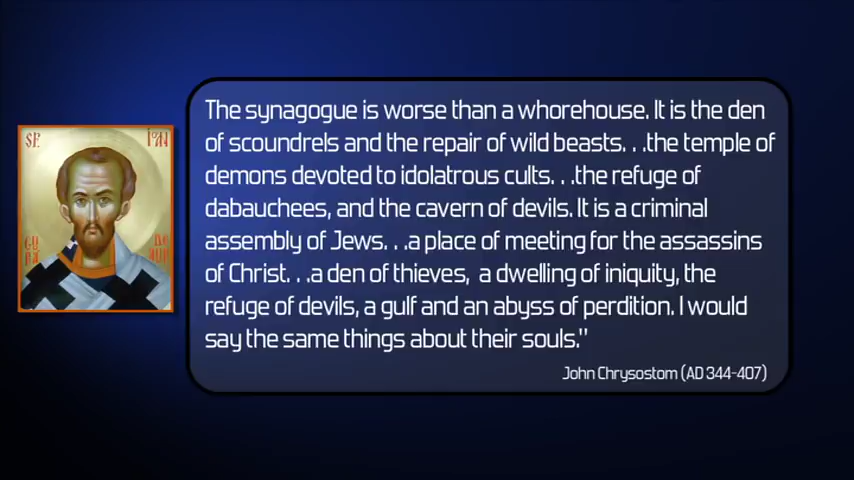 The synagogue is worse than a whorehouse. It is the den
of scoundrels and the repair of wild beasts. . .the temple of
demons devoted to idolatrous cults. . .the refuge of
dabauchees, and the cavern of devils. It is a criminal
assembly of Jews. . .a place of meeting for the assassins
of Christ. . .a den of thieves, a dwelling of iniquity, the
refuge of devils, a gulf and an abyss of perdition. I would
say the same things about their souls."
John Chrysostom (AD 344-407)